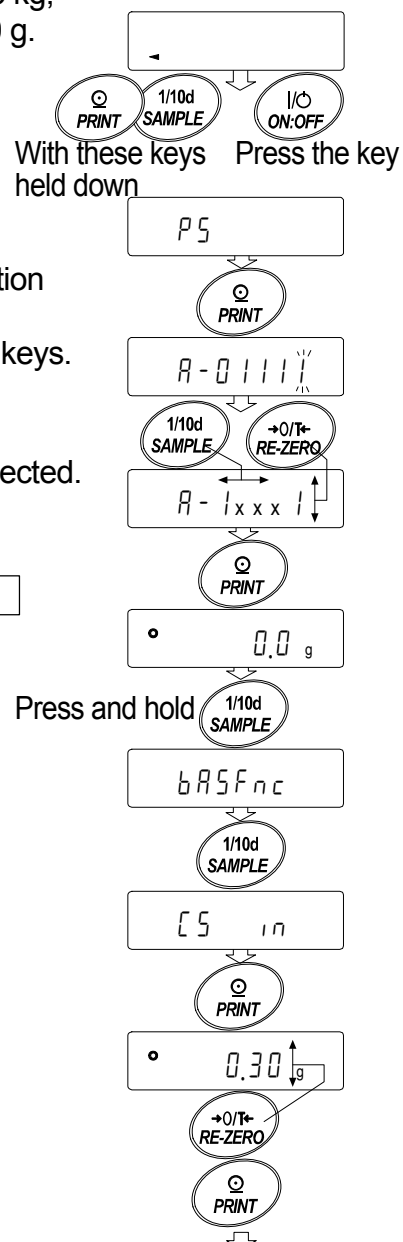 kg,
g.
1/10d
PRINT SAMPLE ON:OFF
With these keys Press the key
held down
PS
tion
PRINT
keys.
A-01111
1/10d →0/T←
SAMPLE RE-ZERO
ected.
A-1xxx1
PRINT
0.0 g
Press and hold 1/10d
SAMPLE
bASFnc
1/10d
SAMPLE
CS in
PRINT
0.30 g
→0/T←
RE-ZERO
PRINT